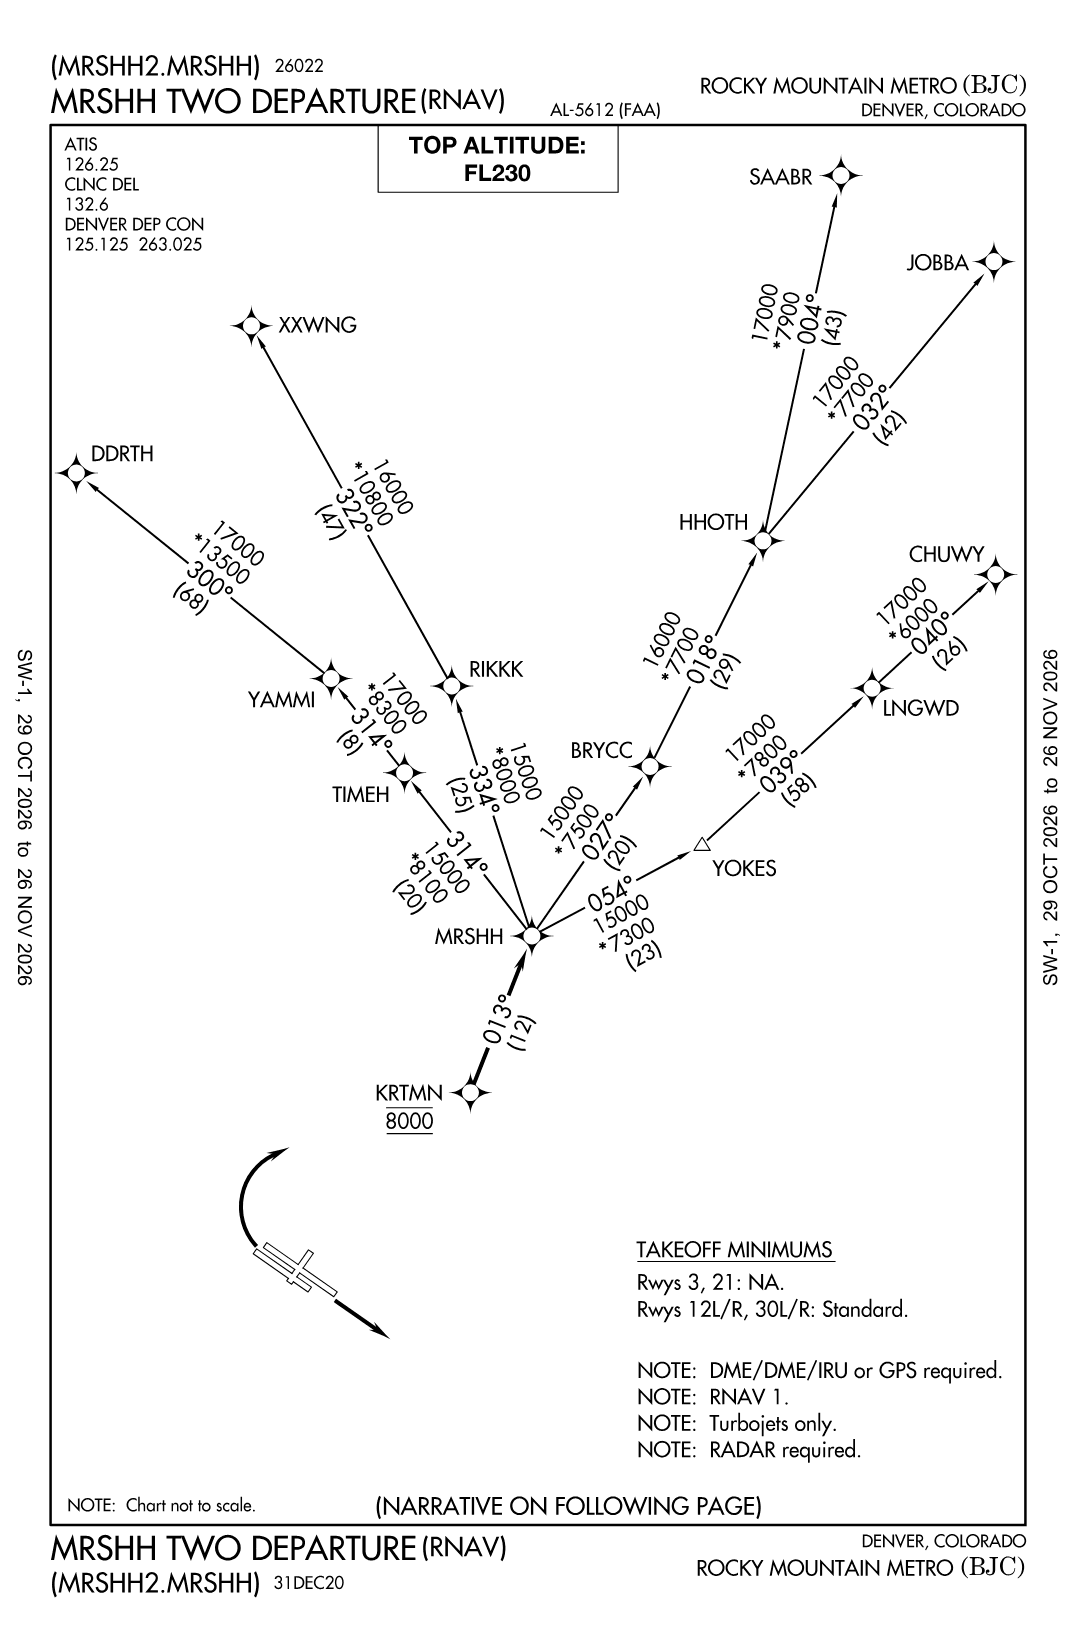 (MRSHH2.MRSHH) 26022
MRSHH TWO DEPARTURE (RNAV)
AL-5612 (FAA)
ROCKY MOUNTAIN METRO (BJC)
DENVER, COLORADO
ATIS
126.25
CLNC DEL
132.6
DENVER DEP CON
125.125 263.025
TOP ALTITUDE:
FL230
SAABR
JOBBA
17000
*7900
004°
(43)
XXWNG
17000
*7700
032°
(42)
DDRTH
16000
*10800
322°
(47)
HHOTH
17000
*13500
300°
(68)
CHUWY
17000
*6000
040°
(26)
16000
*7700
018°
(29)
RIKKK
YAMMI
17000
*8300
314°
(8)
LNGWD
BRYCC
17000
*7800
039°
(58)
TIMEH
15000
*8000
334°
(25)
15000
*7500
027°
(20)
314°
15000
*8100
(20)
YOKES
054°
15000
*7300
(23)
MRSHH
013°
(12)
KRTMN
8000
TAKEOFF MINIMUMS
Rwys 3, 21: NA.
Rwys 12L/R, 30L/R: Standard.
NOTE: DME/DME/IRU or GPS required.
NOTE: RNAV 1.
NOTE: Turbojets only.
NOTE: RADAR required.
NOTE: Chart not to scale.
(NARRATIVE ON FOLLOWING PAGE)
SW-1, 29 OCT 2026 to 26 NOV 2026
SW-1, 29 OCT 2026 to 26 NOV 2026
MRSHH TWO DEPARTURE (RNAV)
(MRSHH2.MRSHH) 31DEC20
DENVER, COLORADO
ROCKY MOUNTAIN METRO (BJC)